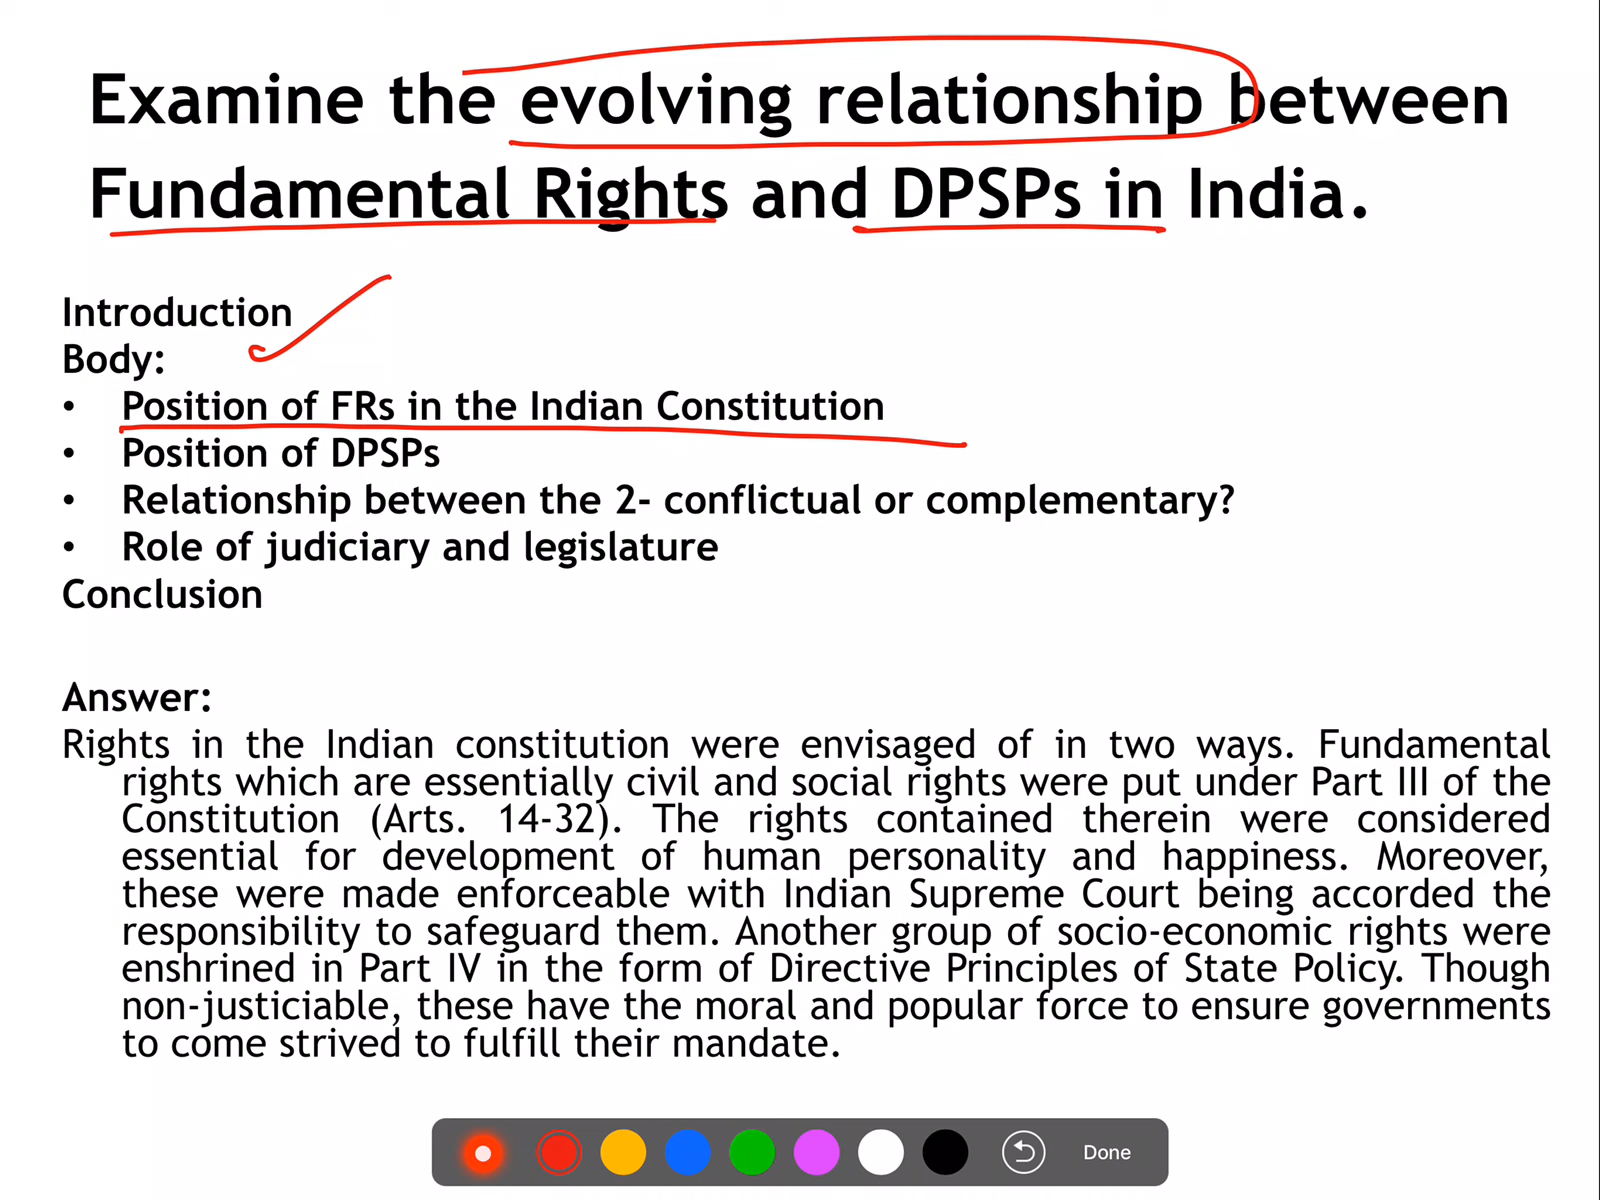 Examine the evolving relationship between
Fundamental Rights and DPSPs in India.
Introduction
Body:
• Position of FRs in the Indian Constitution
• Position of DPSPs
• Relationship between the 2- conflictual or complementary?
• Role of judiciary and legislature
Conclusion
Answer:
Rights in the Indian constitution were envisaged of in two ways. Fundamental
rights which are essentially civil and social rights were put under Part III of the
Constitution (Arts. 14-32). The rights contained therein were considered
essential for development of human personality and happiness. Moreover,
these were made enforceable with Indian Supreme Court being accorded the
responsibility to safeguard them. Another group of socio-economic rights were
enshrined in Part IV in the form of Directive Principles of State Policy. Though
non-justiciable, these have the moral and popular force to ensure governments
to come strived to fulfill their mandate.
Done